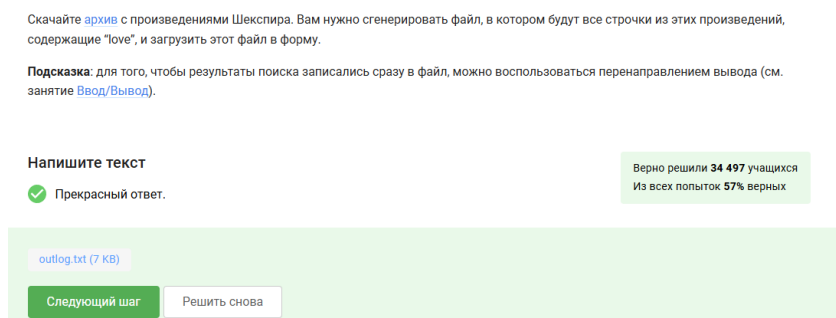 Скачайте архив с произведениями Шекспира. Вам нужно сгенерировать файл, в котором будут все строчки из этих произведений,
содержащие “love”, и загрузить этот файл в форму.
Подсказка: для того, чтобы результаты поиска записались сразу в файл, можно воспользоваться перенаправлением вывода (см.
занятие Ввод/Вывод).
Напишите текст
Прекрасный ответ.
Верно решили 34 497 учащихся
Из всех попыток 57% верных
outlog.txt (7 KB)
Следующий шаг
Решить снова